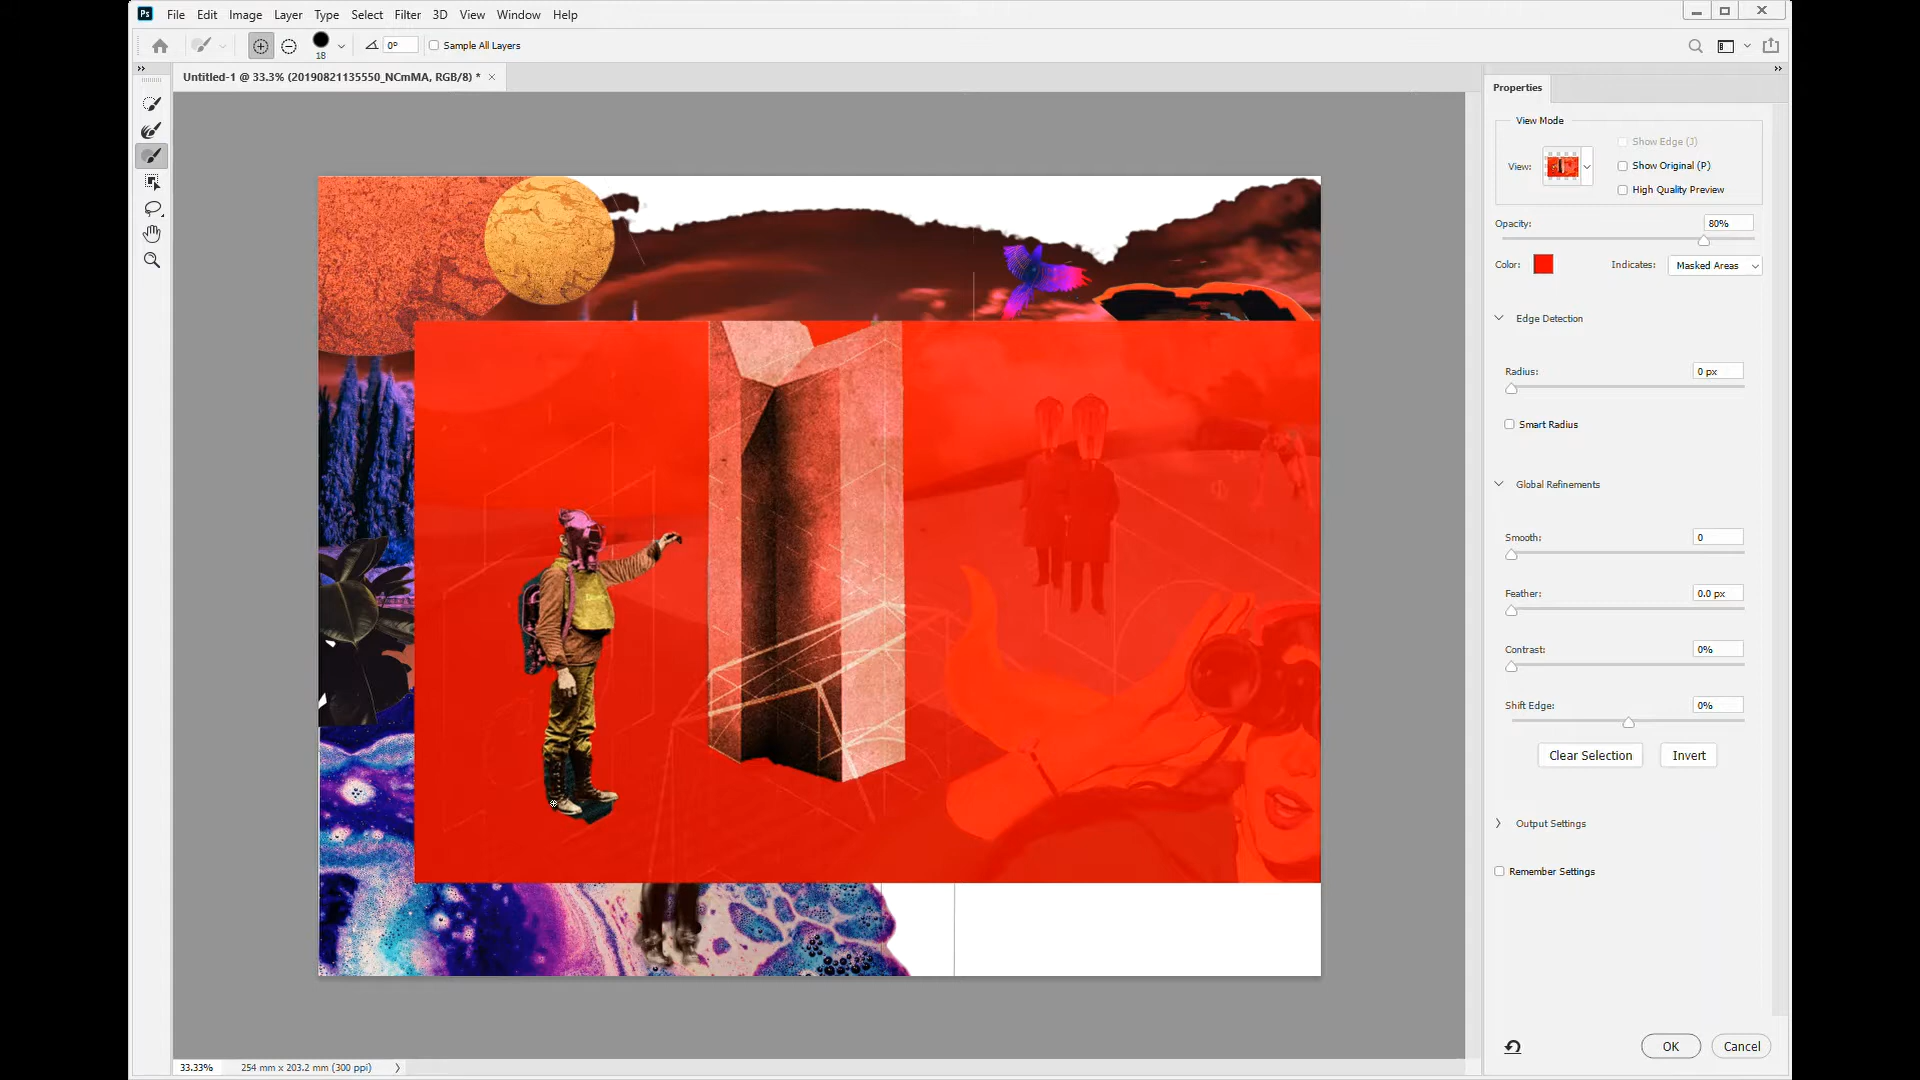 Ps File Edit Image Layer Type Select Filter 3D View Window Help
18 0° Sample All Layers
Untitled-1 @ 33.3% (20190821135550_NCmMA, RGB/8) * ×
Properties
View Mode
Show Edge (J)
View: Show Original (P)
High Quality Preview
Opacity: 80%
Color: Indicates: Masked Areas
Edge Detection
Radius: 0 px
Smart Radius
Global Refinements
Smooth: 0
Feather: 0.0 px
Contrast: 0%
Shift Edge: 0%
Clear Selection Invert
Output Settings
Remember Settings
OK Cancel
33.33% 254 mm x 203.2 mm (300 ppi)